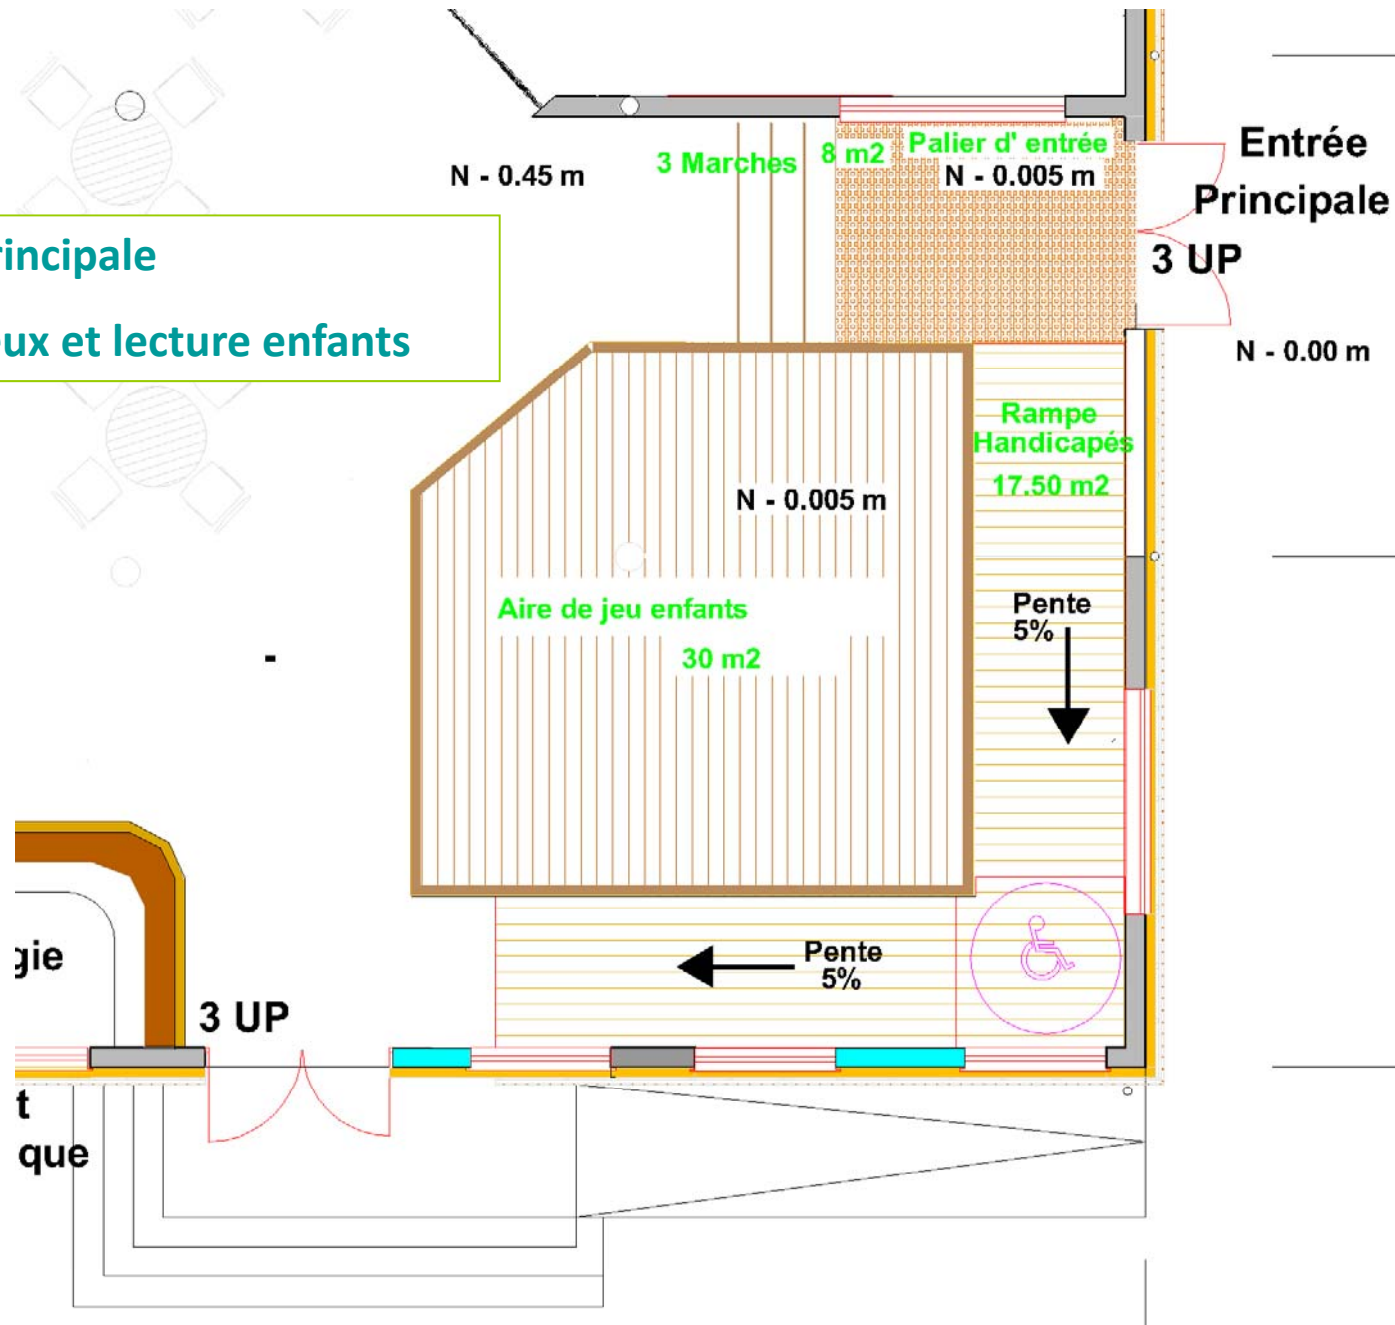 Entrée
Principale
3 UP
N - 0.00 m
3 Marches
8 m2
Palier d' entrée
N - 0.005 m
N - 0.45 m
rincipale
eux et lecture enfants
Rampe
Handicapés
17.50 m2
N - 0.005 m
Aire de jeu enfants
30 m2
Pente
5%
-
Pente
5%
gie
3 UP
t
que